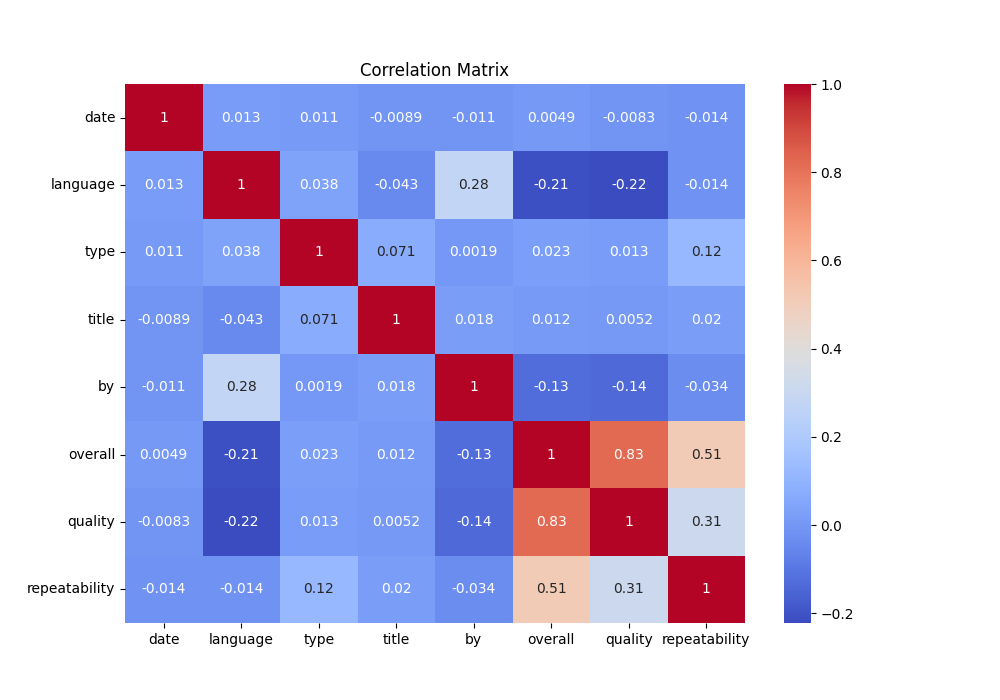 Correlation Matrix
date 1 0.013 0.011 -0.0089 -0.011 0.0049 -0.0083 -0.014
language 0.013 1 0.038 -0.043 0.28 -0.21 -0.22 -0.014
type 0.011 0.038 1 0.071 0.0019 0.023 0.013 0.12
title -0.0089 -0.043 0.071 1 0.018 0.012 0.0052 0.02
by -0.011 0.28 0.0019 0.018 1 -0.13 -0.14 -0.034
overall 0.0049 -0.21 0.023 0.012 -0.13 1 0.83 0.51
quality -0.0083 -0.22 0.013 0.0052 -0.14 0.83 1 0.31
repeatability -0.014 -0.014 0.12 0.02 -0.034 0.51 0.31 1
date language type title by overall quality repeatability
1.0
0.8
0.6
0.4
0.2
0.0
−0.2